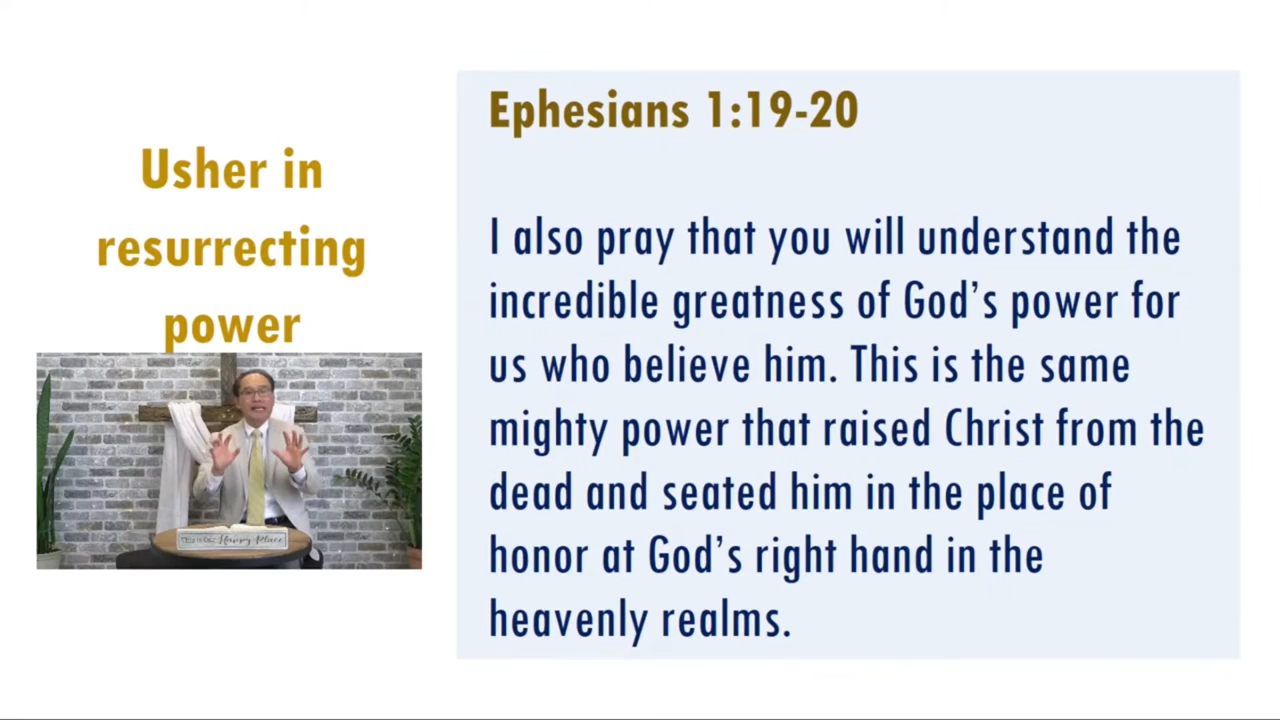 Usher in
resurrecting
power
Ephesians 1:19-20
I also pray that you will understand the
incredible greatness of God's power for
us who believe him. This is the same
mighty power that raised Christ from the
dead and seated him in the place of
honor at God's right hand in the
heavenly realms.
Happy Place